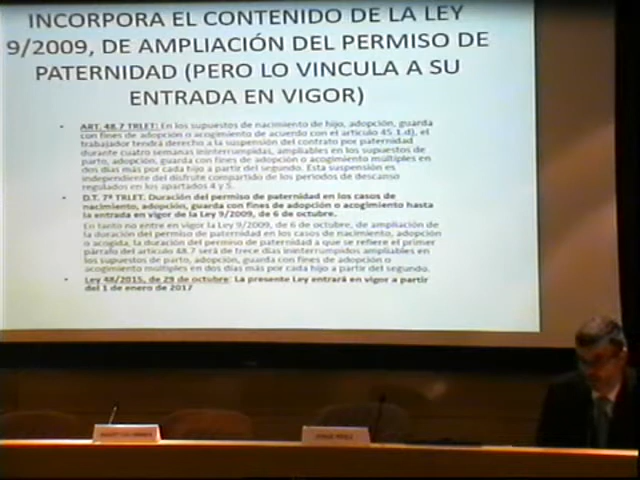 INCORPORA EL CONTENIDO DE LA LEY
9/2009, DE AMPLIACIÓN DEL PERMISO DE
PATERNIDAD (PERO LO VINCULA A SU
ENTRADA EN VIGOR)
• ART. 48.7 TRLET: En los supuestos de nacimiento de hijo, adopción, guarda
con fines de adopción o acogimiento de acuerdo con el artículo 45.1.d), el
trabajador tendrá derecho a la suspensión del contrato por paternidad
durante cuatro semanas ininterrumpidas, ampliables en los supuestos de
parto, adopción, guarda con fines de adopción o acogimiento múltiples en
dos días más por cada hijo a partir del segundo. Esta suspensión es
independiente del disfrute compartido de los periodos de descanso
regulados en los apartados 4 y 5.
• D.T. 7ª TRLET. Duración del permiso de paternidad en los casos de
nacimiento, adopción, guarda con fines de adopción o acogimiento hasta
la entrada en vigor de la Ley 9/2009, de 6 de octubre.
En tanto no entre en vigor la Ley 9/2009, de 6 de octubre, de ampliación de
la duración del permiso de paternidad en los casos de nacimiento, adopción
o acogida, la duración del permiso de paternidad a que se refiere el primer
párrafo del artículo 48.7 será de trece días ininterrumpidos ampliables en
los supuestos de parto, adopción, guarda con fines de adopción o
acogimiento múltiples en dos días más por cada hijo a partir del segundo.
• Ley 48/2015, de 29 de octubre: La presente Ley entrará en vigor a partir
del 1 de enero de 2017